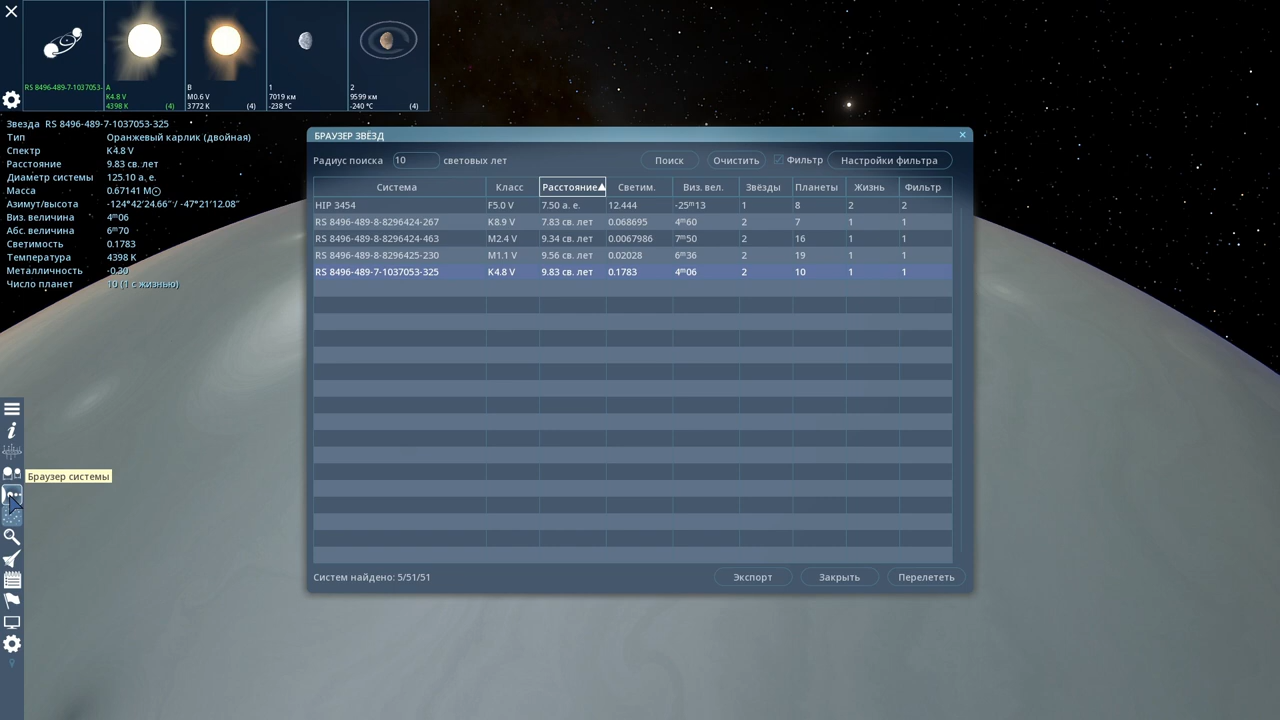 RS 8496-489-7-1037053-
A
K4.8 V
4398 K (4)
B
M0.6 V
3772 K (4)
1
7019 км
-238 °C
2
9599 км
-240 °C (4)
Звезда RS 8496-489-7-1037053-325
Тип Оранжевый карлик (двойная)
Спектр K4.8 V
Расстояние 9.83 св. лет
Диаметр системы 125.10 а. е.
Масса 0.67141 M☉
Азимут/высота -124°42′24.66″ / -47°21′12.08″
Виз. величина 4ᵐ06
Абс. величина 6ᵐ70
Светимость 0.1783
Температура 4398 K
Металличность -0.30
Число планет 10 (1 с жизнью)
БРАУЗЕР ЗВЁЗД
Радиус поиска 10 световых лет Поиск Очистить Фильтр Настройки фильтра
Система Класс Расстояние▲ Светим. Виз. вел. Звёзды Планеты Жизнь Фильтр
HIP 3454 F5.0 V 7.50 а. е. 12.444 -25ᵐ13 1 8 2 2
RS 8496-489-8-8296424-267 K8.9 V 7.83 св. лет 0.068695 4ᵐ60 2 7 1 1
RS 8496-489-8-8296424-463 M2.4 V 9.34 св. лет 0.0067986 7ᵐ50 2 16 1 1
RS 8496-489-8-8296425-230 M1.1 V 9.56 св. лет 0.02028 6ᵐ36 2 19 1 1
RS 8496-489-7-1037053-325 K4.8 V 9.83 св. лет 0.1783 4ᵐ06 2 10 1 1
Систем найдено: 5/51/51 Экспорт Закрыть Перелететь
Браузер системы